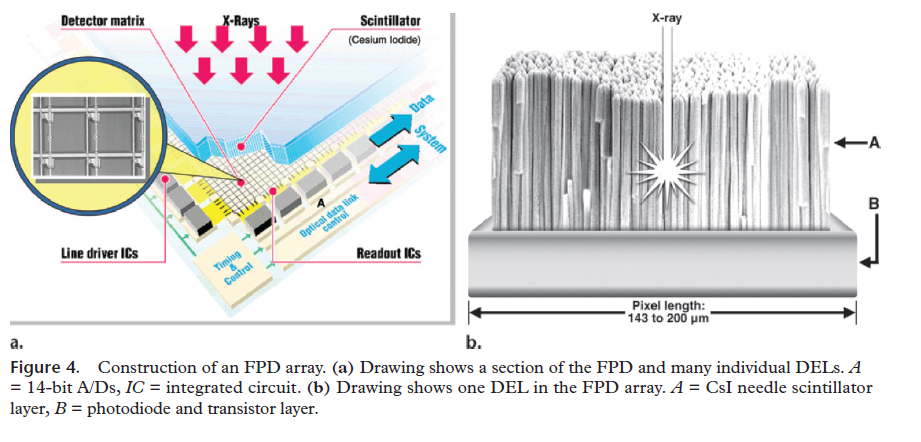 Detector matrix
X-Rays
Scintillator
(Cesium Iodide)
Data
System
A
Optical data link
control
Line driver ICs
Timing
&
Control
Readout ICs
X-ray
A
B
Pixel length:
143 to 200 μm
a.
b.
Figure 4. Construction of an FPD array. (a) Drawing shows a section of the FPD and many individual DELs. A
= 14-bit A/Ds, IC = integrated circuit. (b) Drawing shows one DEL in the FPD array. A = CsI needle scintillator
layer, B = photodiode and transistor layer.